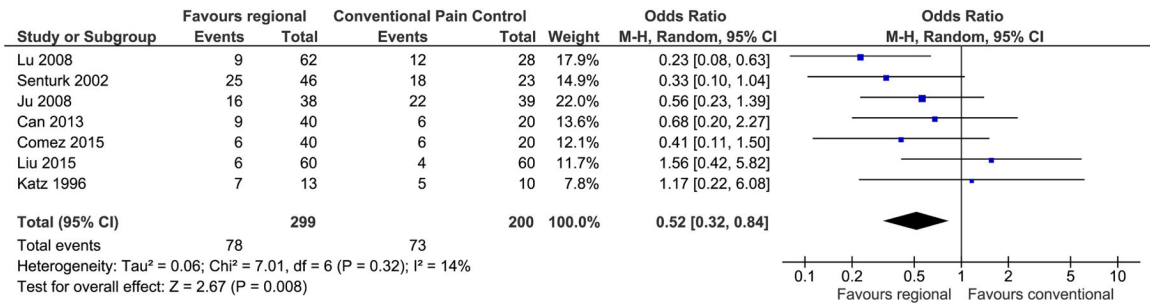 Favours regional Conventional Pain Control Odds Ratio Odds Ratio
Study or Subgroup Events Total Events Total Weight M-H, Random, 95% CI M-H, Random, 95% CI
Lu 2008 9 62 12 28 17.9% 0.23 [0.08, 0.63]
Senturk 2002 25 46 18 23 14.9% 0.33 [0.10, 1.04]
Ju 2008 16 38 22 39 22.0% 0.56 [0.23, 1.39]
Can 2013 9 40 6 20 13.6% 0.68 [0.20, 2.27]
Comez 2015 6 40 6 20 12.1% 0.41 [0.11, 1.50]
Liu 2015 6 60 4 60 11.7% 1.56 [0.42, 5.82]
Katz 1996 7 13 5 10 7.8% 1.17 [0.22, 6.08]
Total (95% CI) 299 200 100.0% 0.52 [0.32, 0.84]
Total events 78 73
Heterogeneity: Tau² = 0.06; Chi² = 7.01, df = 6 (P = 0.32); I² = 14%
Test for overall effect: Z = 2.67 (P = 0.008)
0.1 0.2 0.5 1 2 5 10
Favours regional Favours conventional